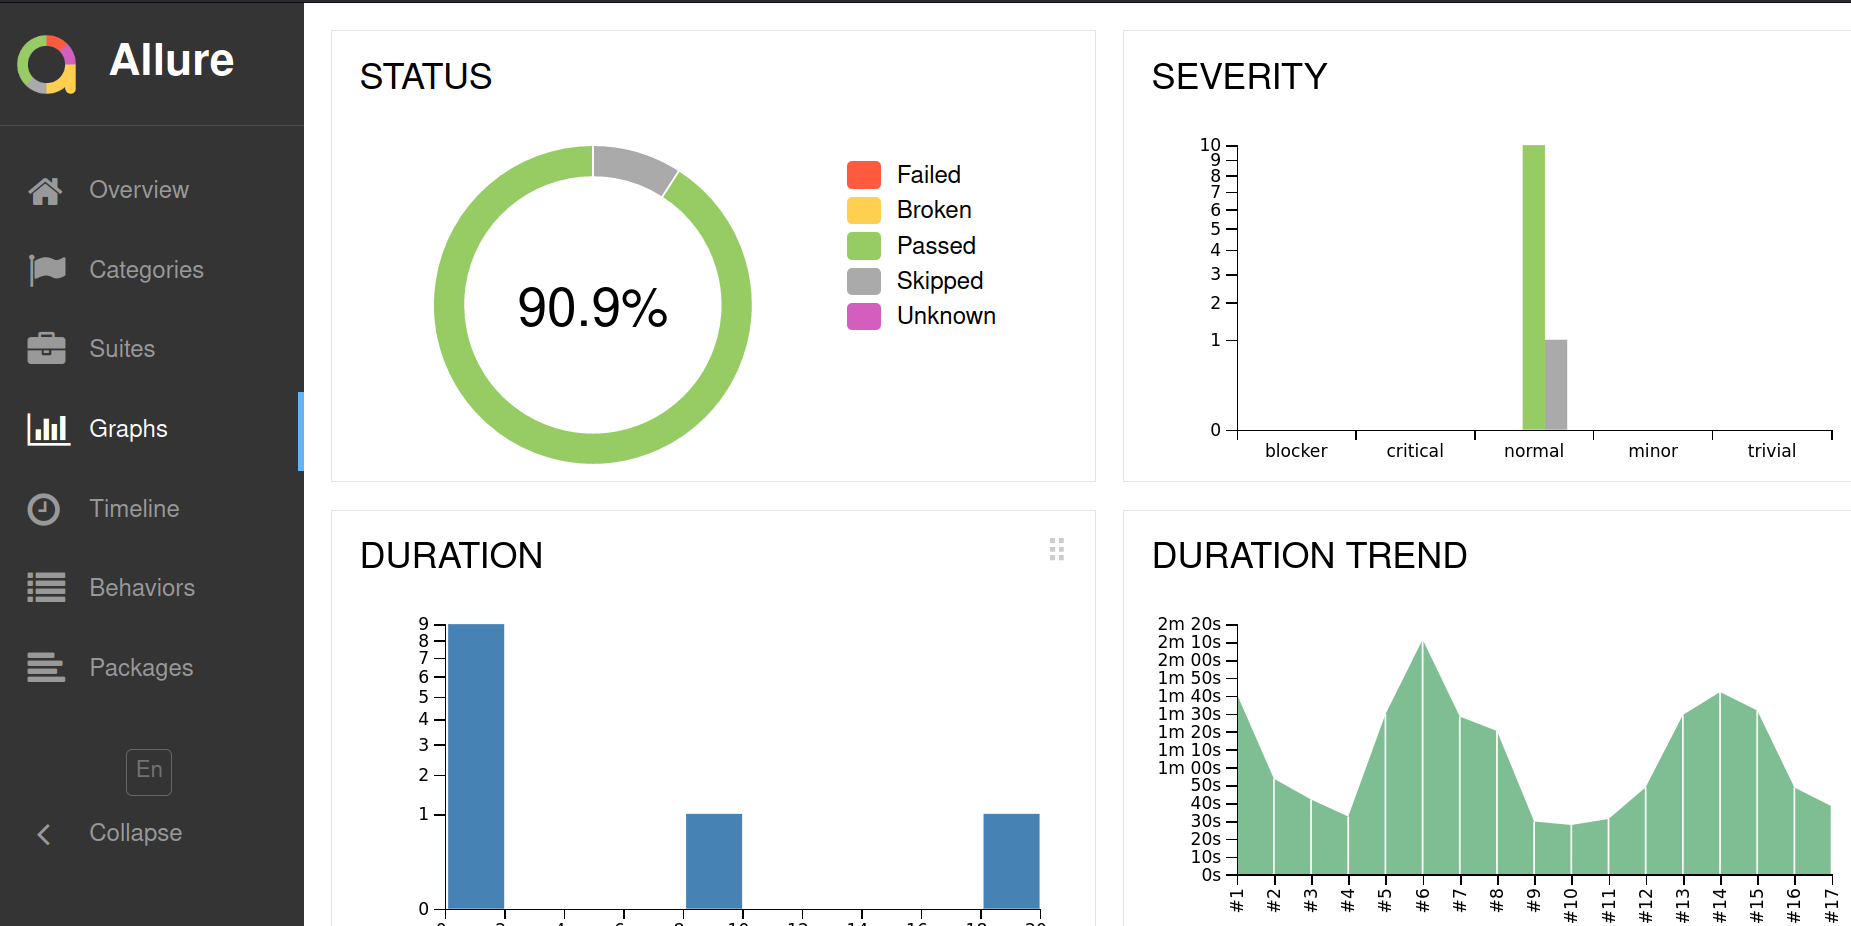 Allure
Overview
Categories
Suites
Graphs
Timeline
Behaviors
Packages
En
Collapse
STATUS
90.9%
Failed
Broken
Passed
Skipped
Unknown
SEVERITY
10
9
8
7
6
5
4
3
2
1
0
blocker critical normal minor trivial
DURATION
9
8
7
6
5
4
3
2
1
0
DURATION TREND
2m 20s
2m 10s
2m 00s
1m 50s
1m 40s
1m 30s
1m 20s
1m 10s
1m 00s
50s
40s
30s
20s
10s
0s
#1 #2 #3 #4 #5 #6 #7 #8 #9 #10 #11 #12 #13 #14 #15 #16 #17